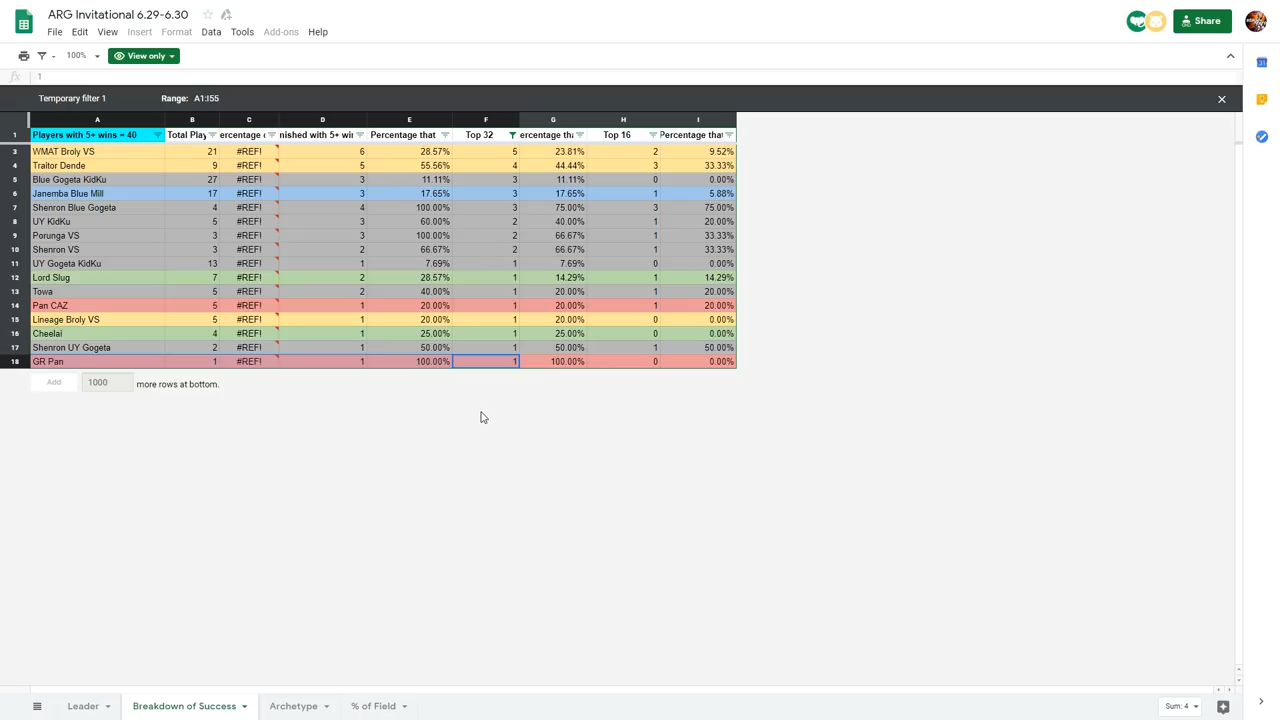 ARG Invitational 6.29-6.30
File Edit View Insert Format Data Tools Add-ons Help
Share
100% View only
1
Temporary filter 1 Range: A1:I55
A B C D E F G H I
1 Players with 5+ wins = 40 Total Play ercentage c nished with 5+ wir Percentage that Top 32 ercentage tha Top 16 Percentage that
3 WMAT Broly VS 21 #REF! 6 28.57% 5 23.81% 2 9.52%
4 Traitor Dende 9 #REF! 5 55.56% 4 44.44% 3 33.33%
5 Blue Gogeta KidKu 27 #REF! 3 11.11% 3 11.11% 0 0.00%
6 Janemba Blue Mill 17 #REF! 3 17.65% 3 17.65% 1 5.88%
7 Shenron Blue Gogeta 4 #REF! 4 100.00% 3 75.00% 3 75.00%
8 UY KidKu 5 #REF! 3 60.00% 2 40.00% 1 20.00%
9 Porunga VS 3 #REF! 3 100.00% 2 66.67% 1 33.33%
10 Shenron VS 3 #REF! 2 66.67% 2 66.67% 1 33.33%
11 UY Gogeta KidKu 13 #REF! 1 7.69% 1 7.69% 0 0.00%
12 Lord Slug 7 #REF! 2 28.57% 1 14.29% 1 14.29%
13 Towa 5 #REF! 2 40.00% 1 20.00% 1 20.00%
14 Pan CAZ 5 #REF! 1 20.00% 1 20.00% 1 20.00%
15 Lineage Broly VS 5 #REF! 1 20.00% 1 20.00% 0 0.00%
16 Cheelai 4 #REF! 1 25.00% 1 25.00% 0 0.00%
17 Shenron UY Gogeta 2 #REF! 1 50.00% 1 50.00% 1 50.00%
18 GR Pan 1 #REF! 1 100.00% 1 100.00% 0 0.00%
Add 1000 more rows at bottom.
Leader Breakdown of Success Archetype % of Field Sum: 4